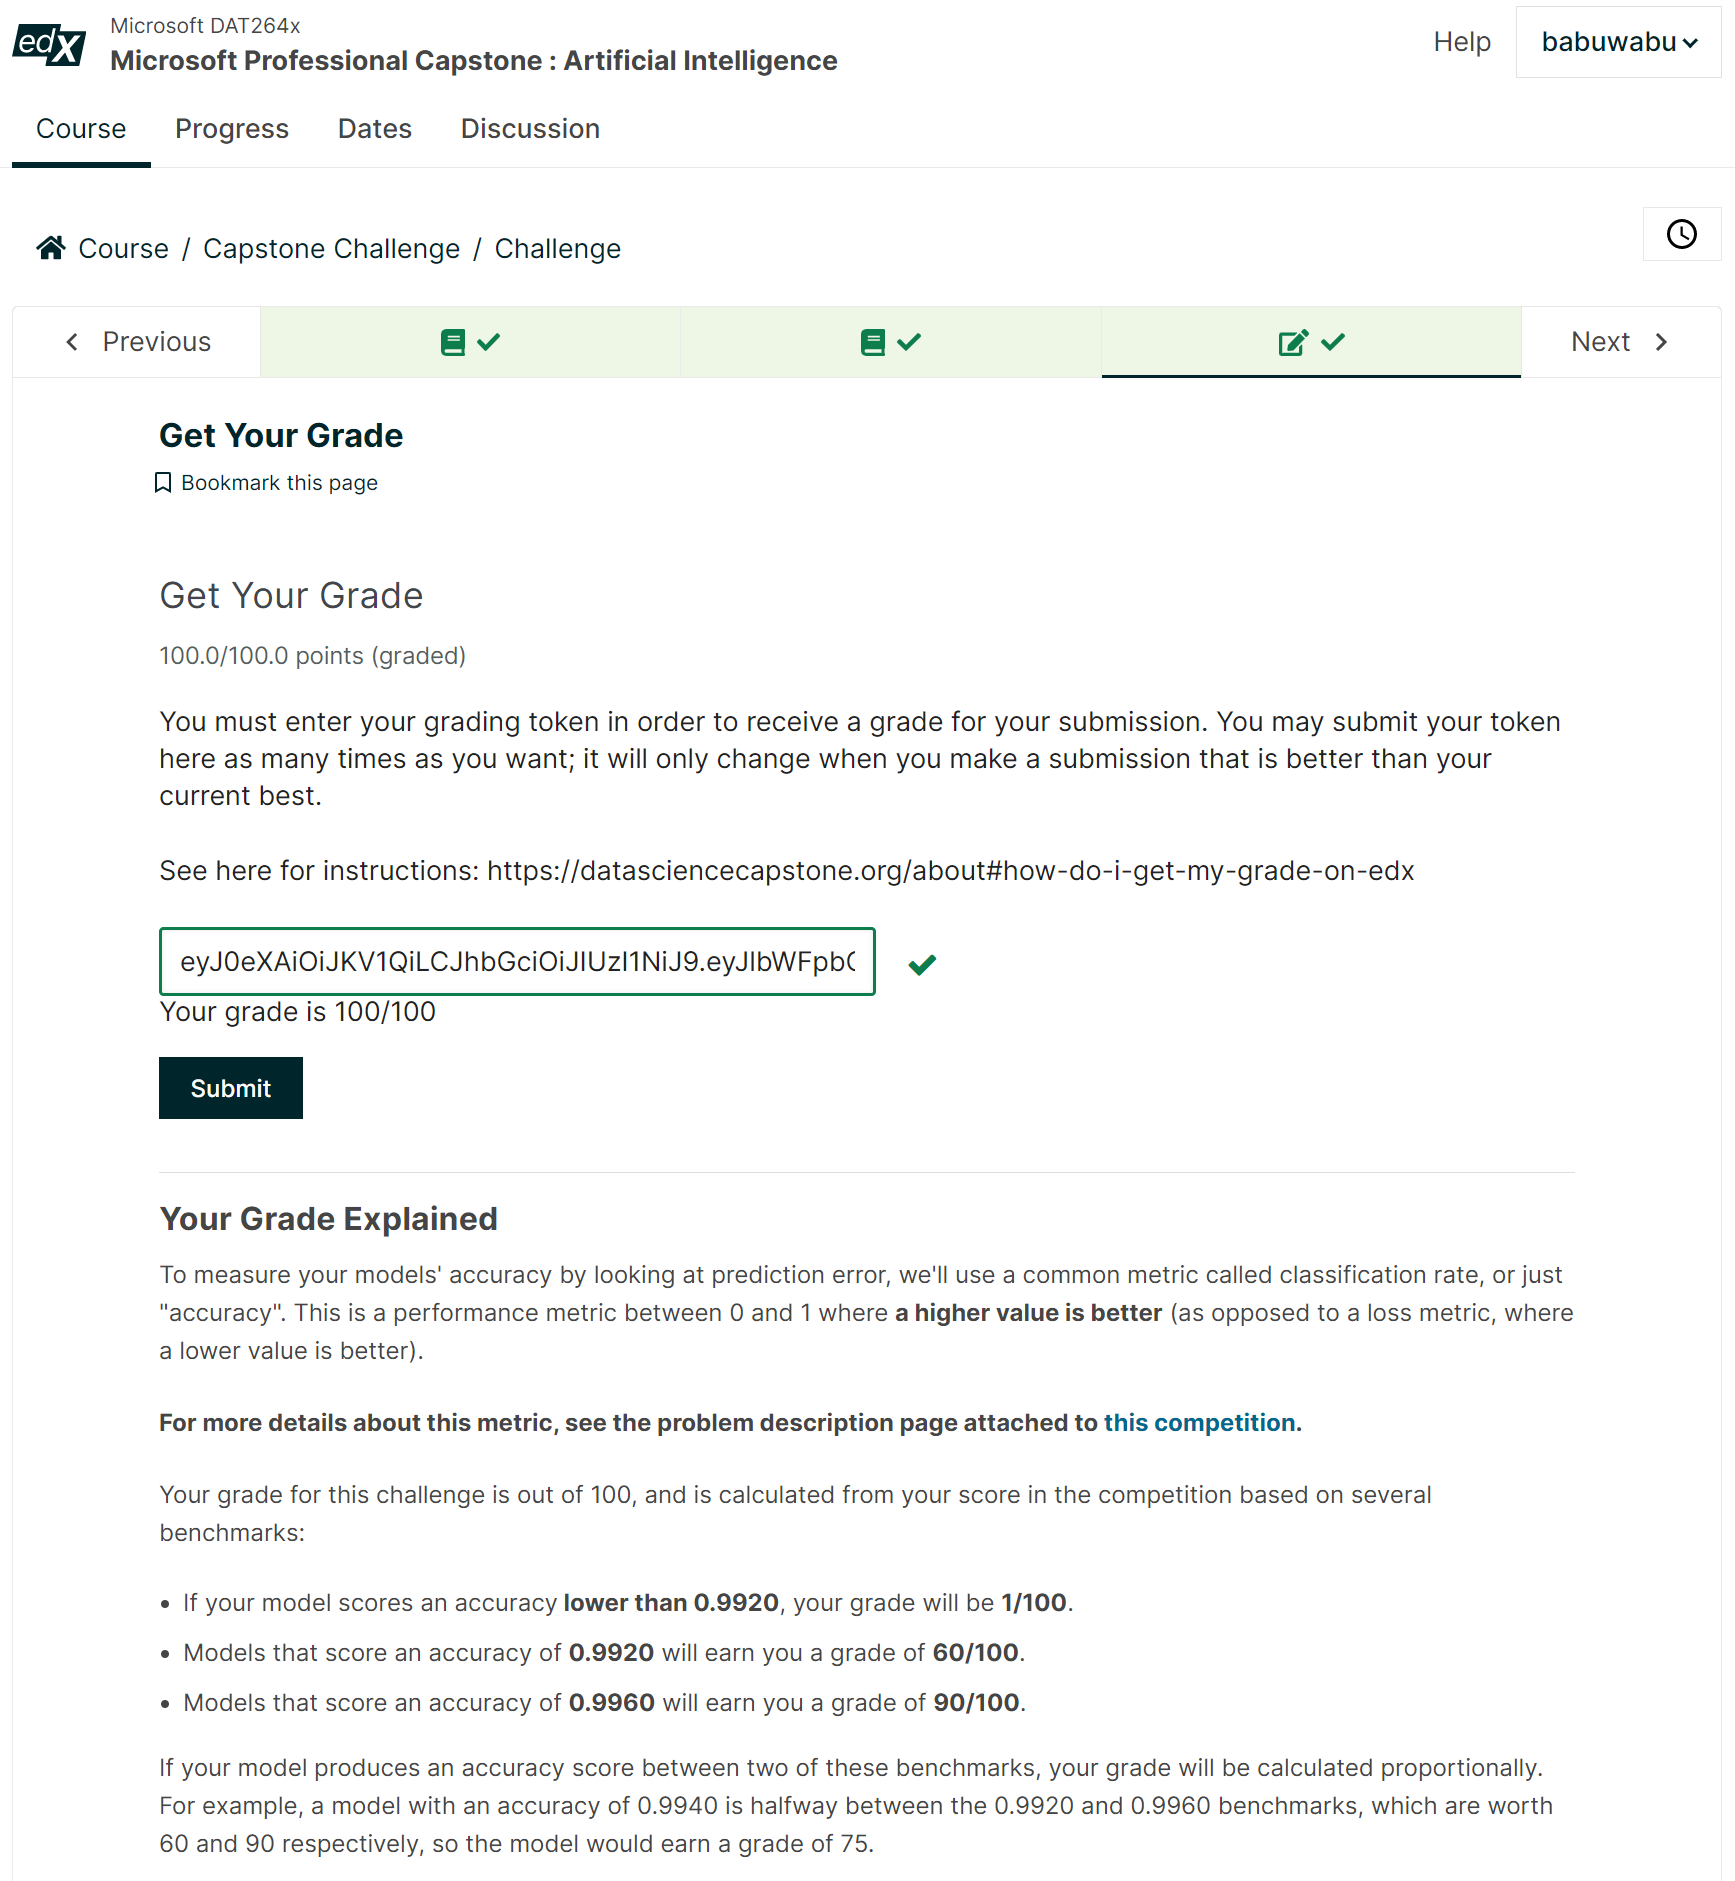 edX
Microsoft DAT264x
Microsoft Professional Capstone : Artificial Intelligence
Help
babuwabu
Course Progress Dates Discussion
Course / Capstone Challenge / Challenge
Previous
Next
Get Your Grade
Bookmark this page
Get Your Grade
100.0/100.0 points (graded)
You must enter your grading token in order to receive a grade for your submission. You may submit your token
here as many times as you want; it will only change when you make a submission that is better than your
current best.
See here for instructions: https://datasciencecapstone.org/about#how-do-i-get-my-grade-on-edx
eyJ0eXAiOiJKV1QiLCJhbGciOiJIUzI1NiJ9.eyJlbWFpbC
Your grade is 100/100
Submit
Your Grade Explained
To measure your models' accuracy by looking at prediction error, we'll use a common metric called classification rate, or just
"accuracy". This is a performance metric between 0 and 1 where a higher value is better (as opposed to a loss metric, where
a lower value is better).
For more details about this metric, see the problem description page attached to this competition.
Your grade for this challenge is out of 100, and is calculated from your score in the competition based on several
benchmarks:
• If your model scores an accuracy lower than 0.9920, your grade will be 1/100.
• Models that score an accuracy of 0.9920 will earn you a grade of 60/100.
• Models that score an accuracy of 0.9960 will earn you a grade of 90/100.
If your model produces an accuracy score between two of these benchmarks, your grade will be calculated proportionally.
For example, a model with an accuracy of 0.9940 is halfway between the 0.9920 and 0.9960 benchmarks, which are worth
60 and 90 respectively, so the model would earn a grade of 75.